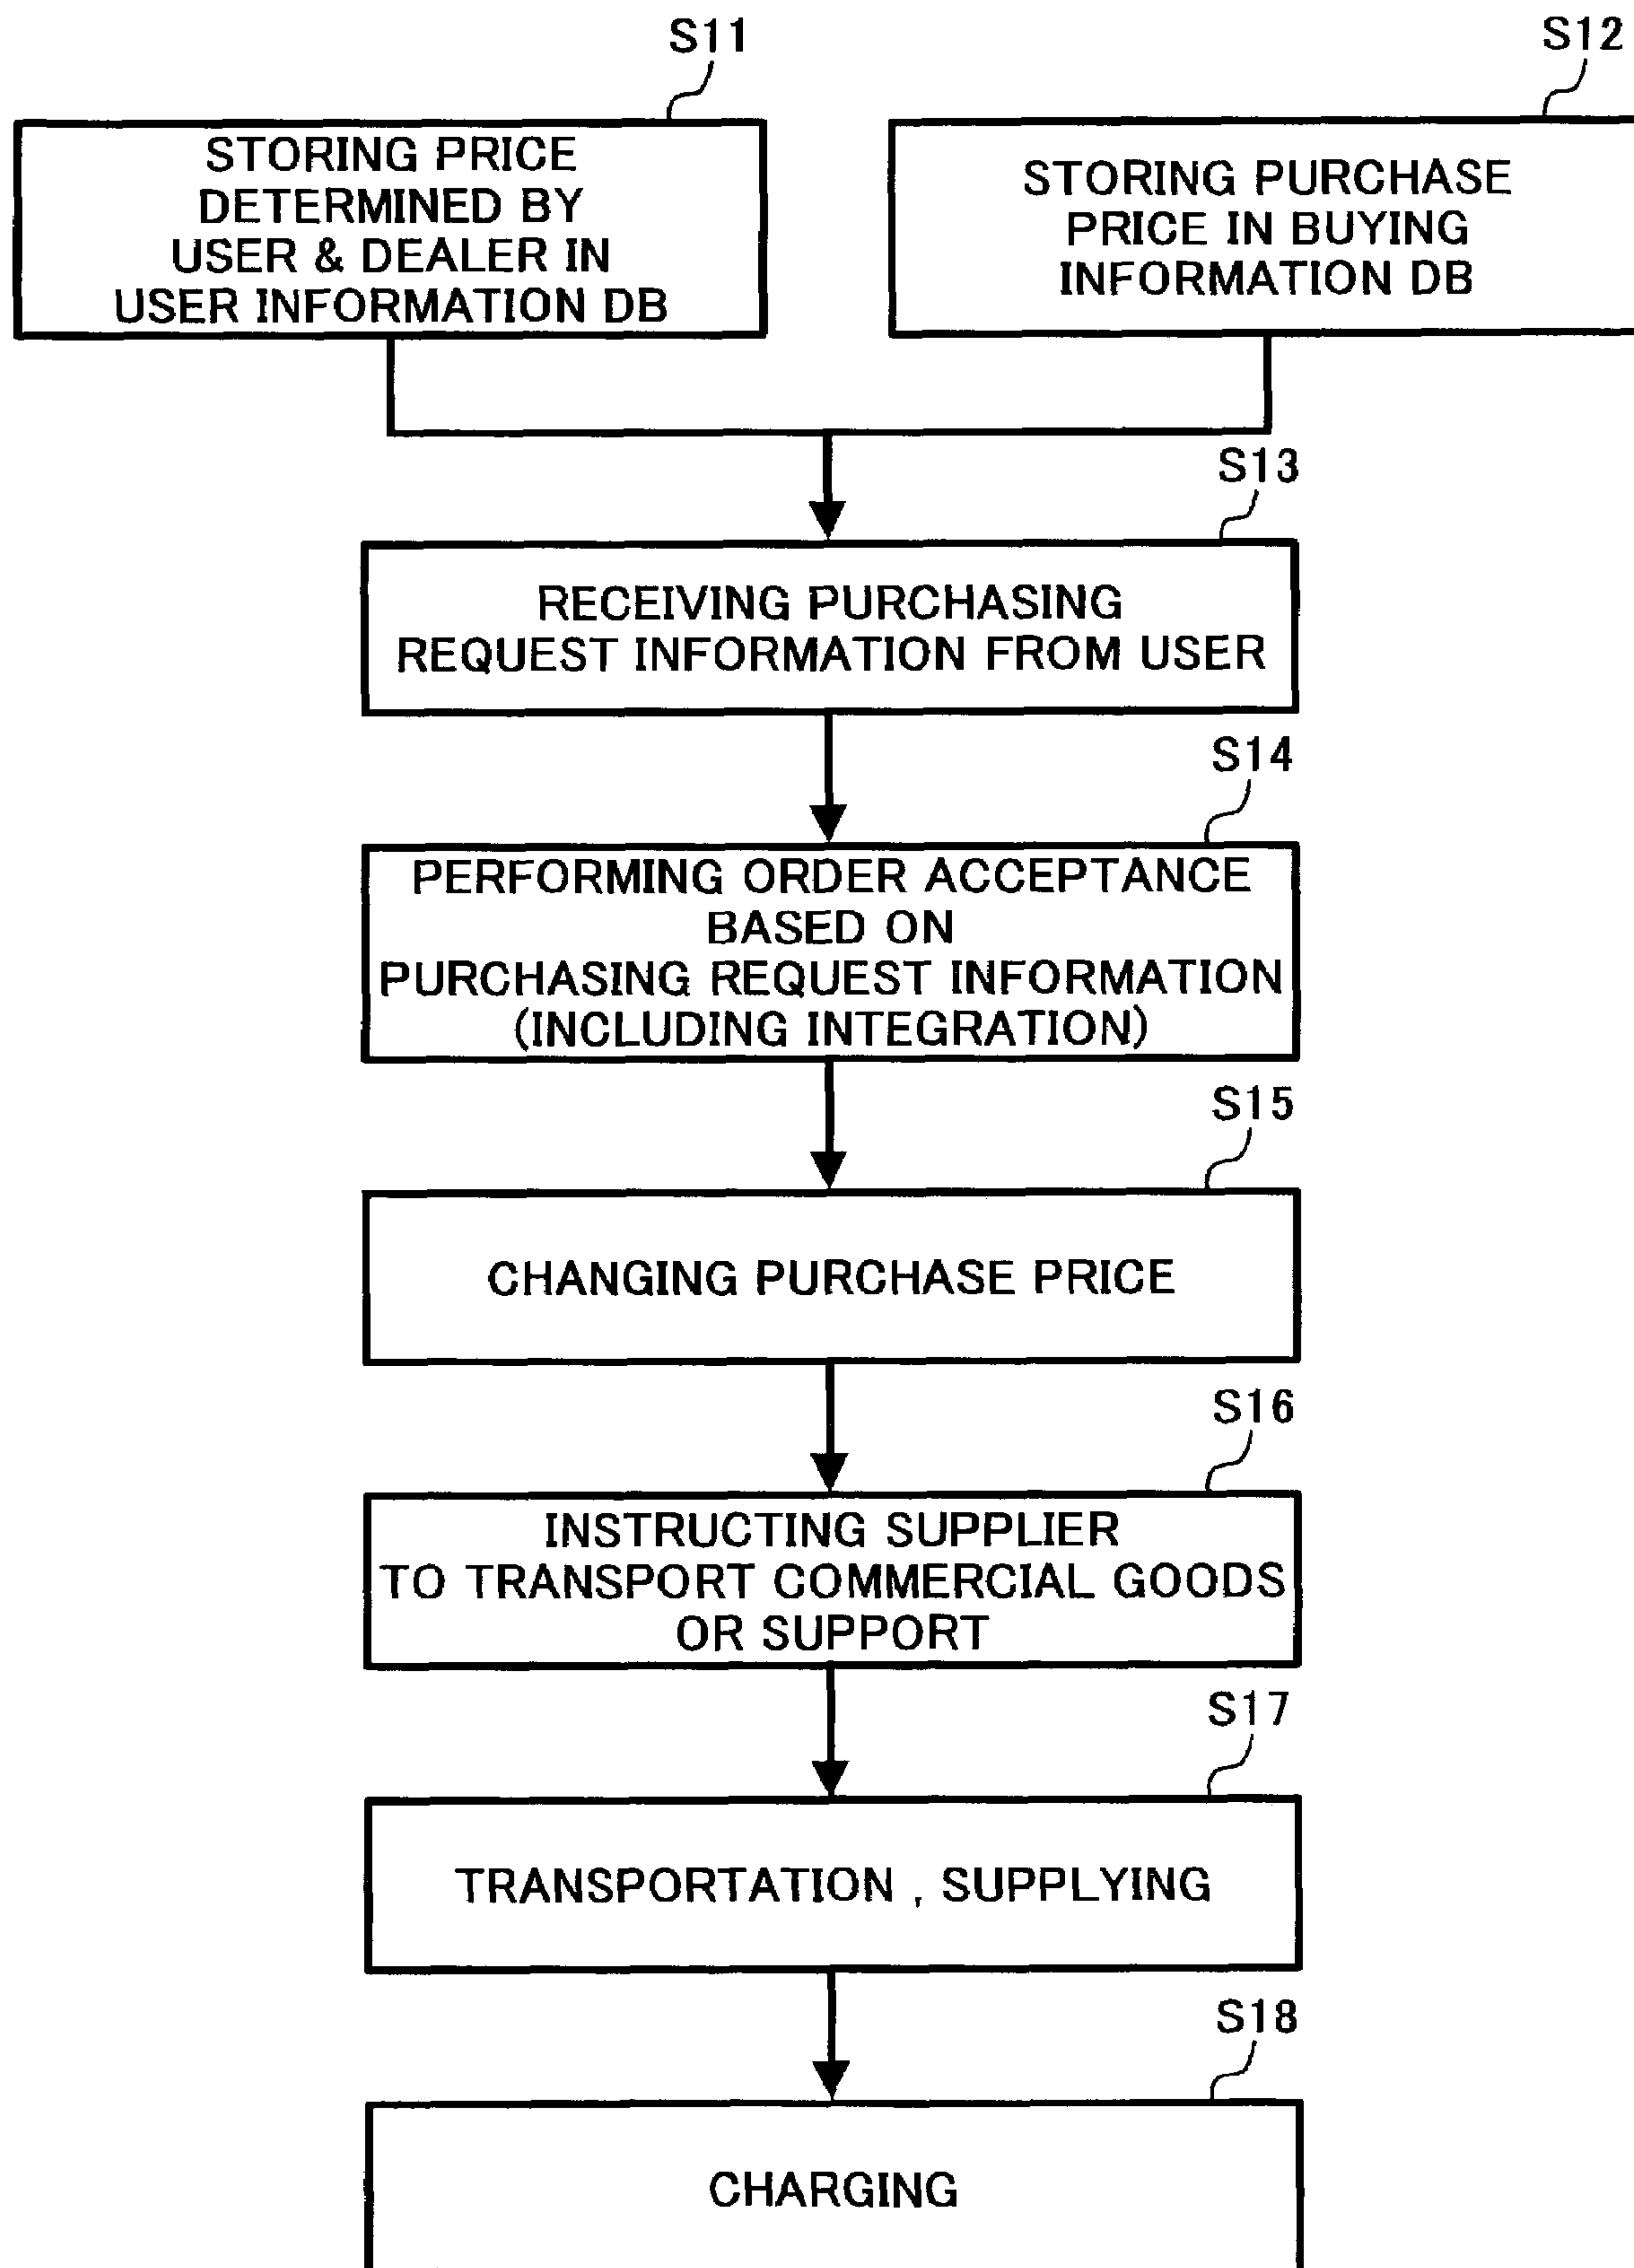 S11
S12
STORING PRICE
DETERMINED BY
USER & DEALER IN
USER INFORMATION DB
STORING PURCHASE
PRICE IN BUYING
INFORMATION DB
S13
RECEIVING PURCHASING
REQUEST INFORMATION FROM USER
S14
PERFORMING ORDER ACCEPTANCE
BASED ON
PURCHASING REQUEST INFORMATION
(INCLUDING INTEGRATION)
S15
CHANGING PURCHASE PRICE
S16
INSTRUCTING SUPPLIER
TO TRANSPORT COMMERCIAL GOODS
OR SUPPORT
S17
TRANSPORTATION , SUPPLYING
S18
CHARGING